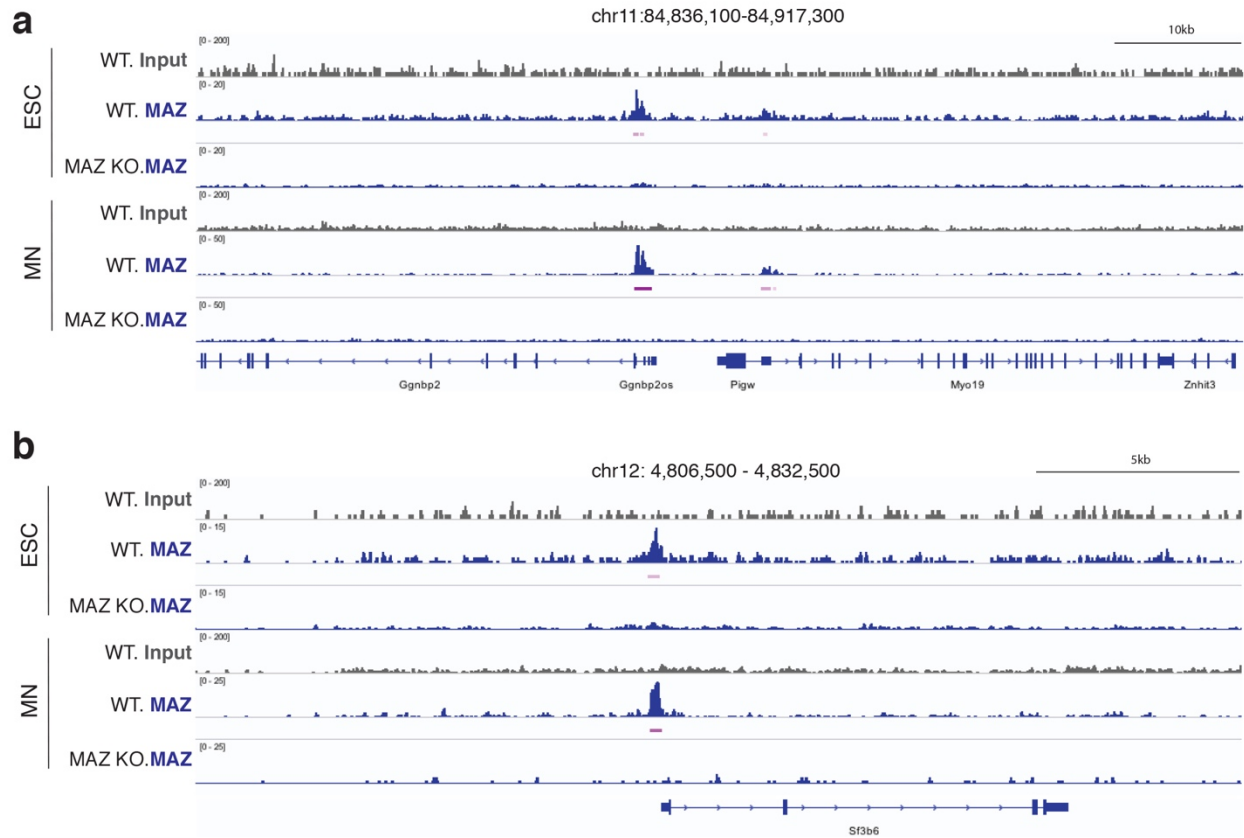 a
chr11:84,836,100-84,917,300
10kb
ESC
WT. Input
[0 - 200]
WT. MAZ
[0 - 20]
MAZ KO.MAZ
[0 - 20]
MN
WT. Input
[0 - 200]
WT. MAZ
[0 - 50]
MAZ KO.MAZ
[0 - 50]
Ggnbp2 Ggnbp2os Pigw Myo19 Znhit3
b
chr12: 4,806,500 - 4,832,500
5kb
ESC
WT. Input
[0 - 200]
WT. MAZ
[0 - 15]
MAZ KO.MAZ
[0 - 15]
MN
WT. Input
[0 - 200]
WT. MAZ
[0 - 25]
MAZ KO.MAZ
[0 - 25]
Sf3b6